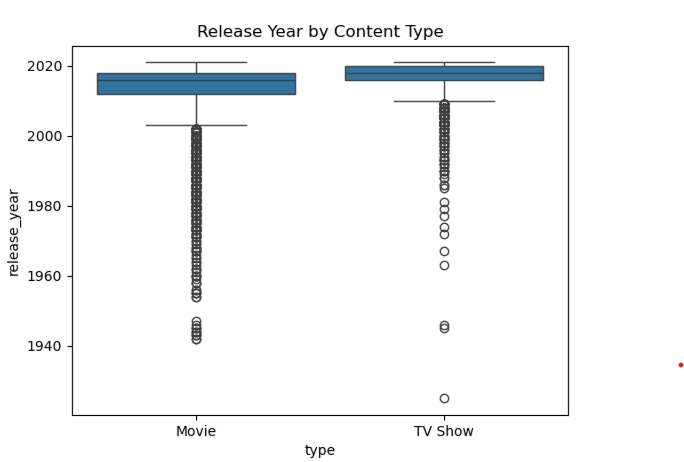 Release Year by Content Type
2020
2000
1980
1960
1940
release_year
Movie
TV Show
type